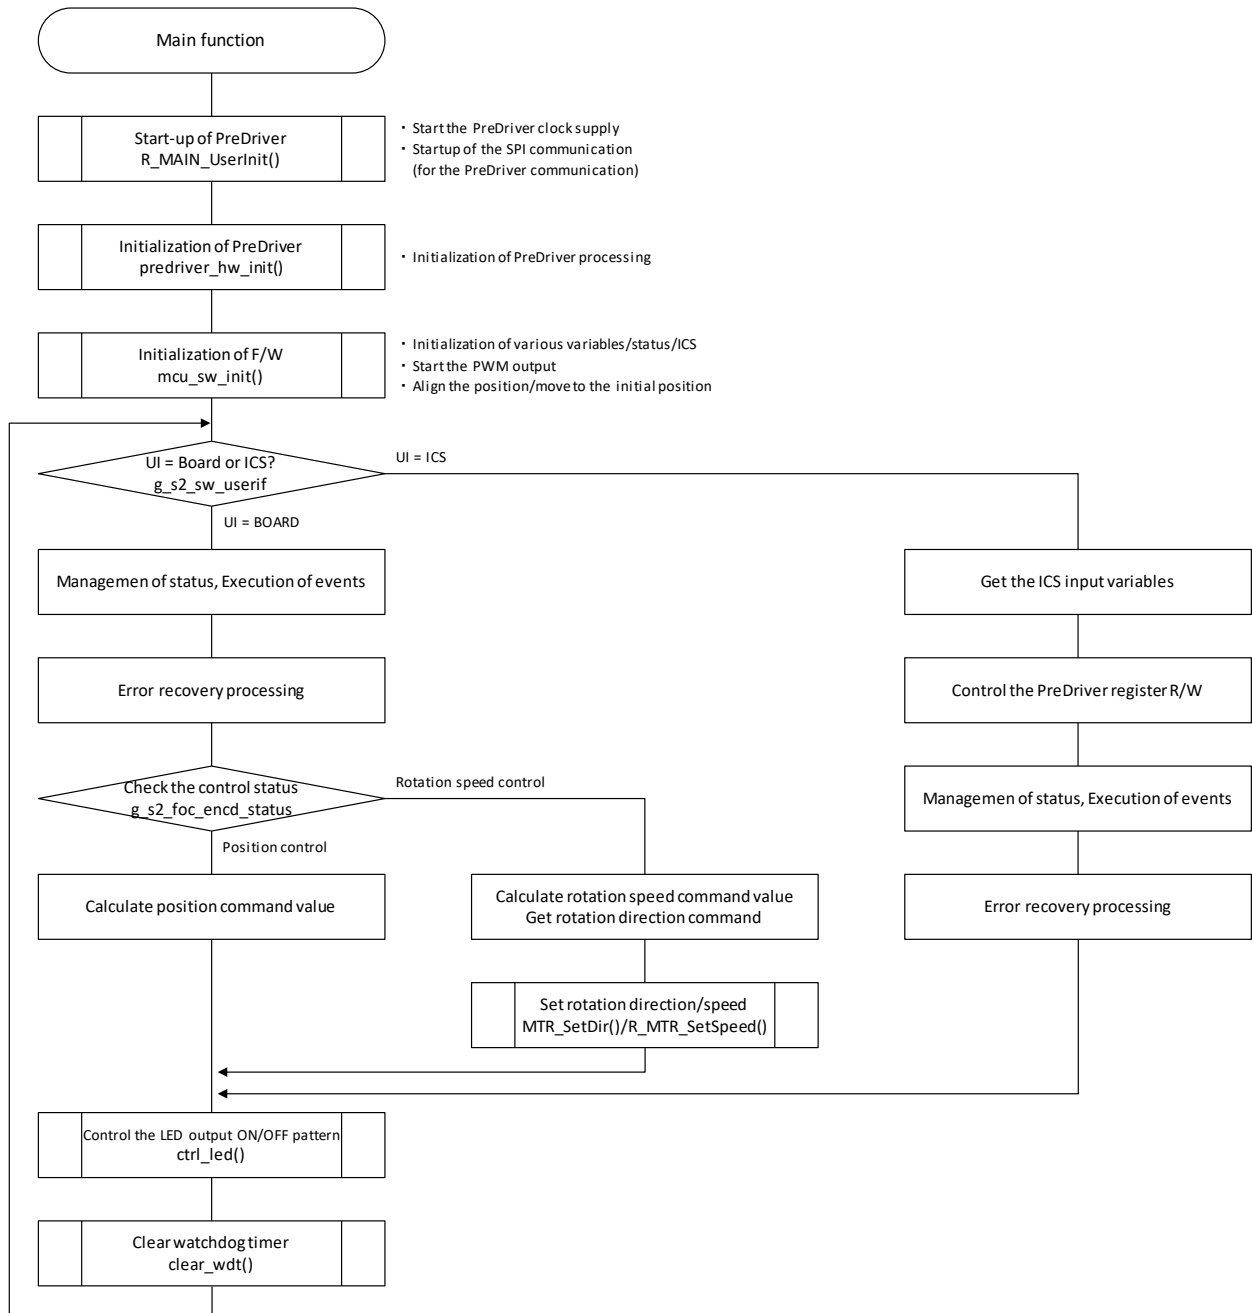 Main function
Start-up of PreDriver
R_MAIN_UserInit()
・ Start the PreDriver clock supply
・ Startup of the SPI communication
(for the PreDriver communication)
Initialization of PreDriver
predriver_hw_init()
・ Initialization of PreDriver processing
Initialization of F/W
mcu_sw_init()
・ Initialization of various variables/status/ICS
・ Start the PWM output
・ Align the position/move to the initial position
UI = Board or ICS?
g_s2_sw_userif
UI = ICS
UI = BOARD
Managemen of status, Execution of events
Get the ICS input variables
Error recovery processing
Control the PreDriver register R/W
Check the control status
g_s2_foc_encd_status
Rotation speed control
Managemen of status, Execution of events
Position control
Calculate position command value
Calculate rotation speed command value
Get rotation direction command
Error recovery processing
Set rotation direction/speed
MTR_SetDir()/R_MTR_SetSpeed()
Control the LED output ON/OFF pattern
ctrl_led()
Clear watchdog timer
clear_wdt()